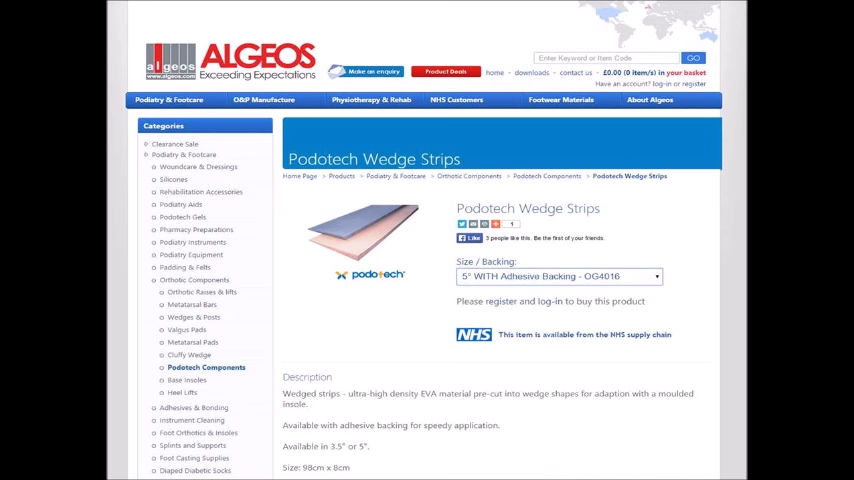 algeos
www.algeos.com
ALGEOS
Exceeding Expectations
Make an enquiry
Product Deals
Enter Keyword or Item Code
GO
home - downloads - contact us - £0.00 (0 item/s) in your basket
Have an account? log-in or register
Podiatry & Footcare
O&P Manufacture
Physiotherapy & Rehab
NHS Customers
Footwear Materials
About Algeos
Categories
Clearance Sale
Podiatry & Footcare
Woundcare & Dressings
Silicones
Rehabilitation Accessories
Podiatry Aids
Podotech Gels
Pharmacy Preparations
Podiatry Instruments
Podiatry Equipment
Padding & Felts
Orthotic Components
Orthotic Raises & lifts
Metatarsal Bars
Wedges & Posts
Valgus Pads
Metatarsal Pads
Cluffy Wedge
Podotech Components
Base Insoles
Heel Lifts
Adhesives & Bonding
Instrument Cleaning
Foot Orthotics & Insoles
Splints and Supports
Foot Casting Supplies
Diaped Diabetic Socks
Podotech Wedge Strips
Home Page > Products > Podiatry & Footcare > Orthotic Components > Podotech Components > Podotech Wedge Strips
podotech
Podotech Wedge Strips
1
Like
3 people like this. Be the first of your friends.
Size / Backing:
5° WITH Adhesive Backing - OG4016
Please register and log-in to buy this product
NHS
This item is available from the NHS supply chain
Description
Wedged strips - ultra-high density EVA material pre-cut into wedge shapes for adaption with a moulded
insole.
Available with adhesive backing for speedy application.
Available in 3.5° or 5°.
Size: 98cm x 8cm